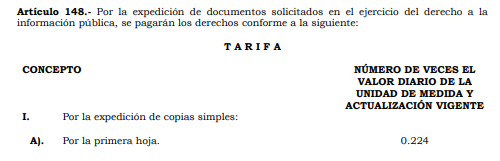 Artículo 148.- Por la expedición de documentos solicitados en el ejercicio del derecho a la
información pública, se pagarán los derechos conforme a la siguiente:
T A R I F A
CONCEPTO
NÚMERO DE VECES EL
VALOR DIARIO DE LA
UNIDAD DE MEDIDA Y
ACTUALIZACIÓN VIGENTE
I. Por la expedición de copias simples:
A). Por la primera hoja. 0.224